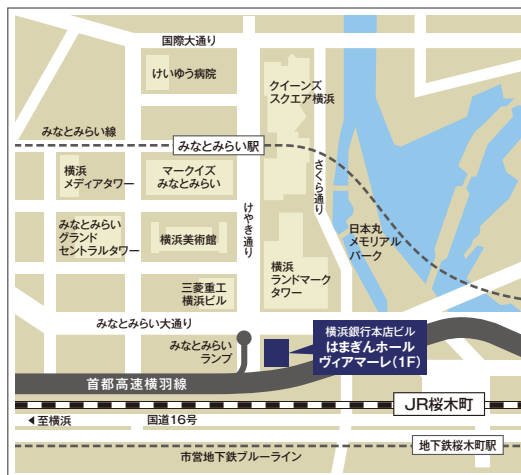 国際大通り
けいゆう病院
クイーンズ
スクエア横浜
みなとみらい線
みなとみらい駅
さくら通り
横浜
メディアタワー
マークイズ
みなとみらい
けやき通り
みなとみらい
グランド
セントラルタワー
横浜美術館
日本丸
メモリアル
パーク
横浜
ランドマーク
タワー
三菱重工
横浜ビル
みなとみらい大通り
みなとみらい
ランプ
横浜銀行本店ビル
はまぎんホール
ヴィアマーレ(1F)
首都高速横羽線
JR桜木町
◀至横浜
国道16号
地下鉄桜木町駅
市営地下鉄ブルーライン